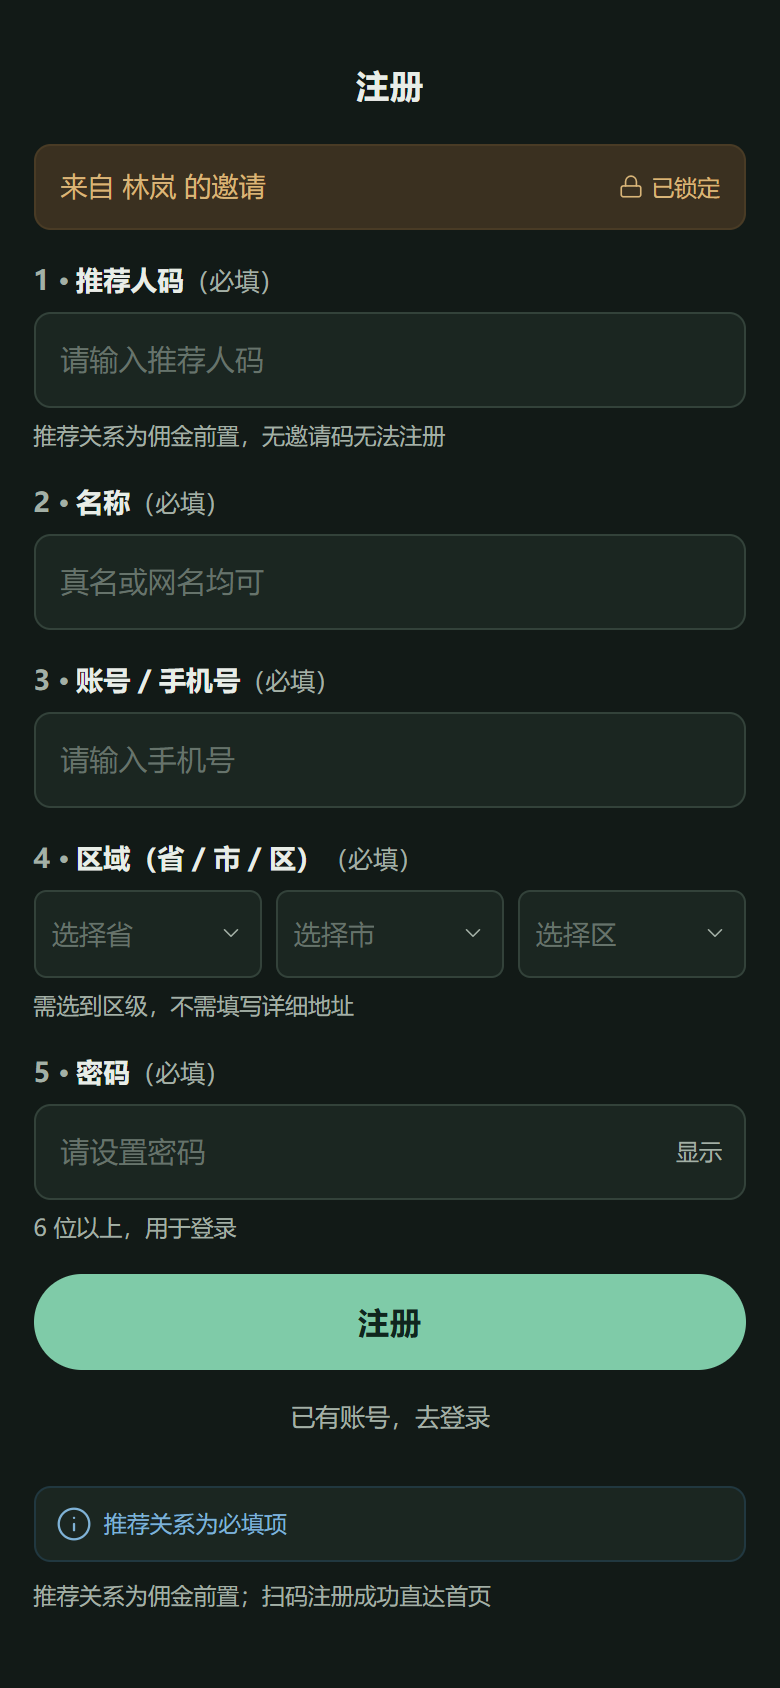 注册
来自 林岚 的邀请 已锁定
1 • 推荐人码（必填）
请输入推荐人码
推荐关系为佣金前置，无邀请码无法注册
2 • 名称（必填）
真名或网名均可
3 • 账号 / 手机号（必填）
请输入手机号
4 • 区域（省 / 市 / 区）（必填）
选择省 选择市 选择区
需选到区级，不需填写详细地址
5 • 密码（必填）
请设置密码 显示
6 位以上，用于登录
注册
已有账号，去登录
推荐关系为必填项
推荐关系为佣金前置；扫码注册成功直达首页